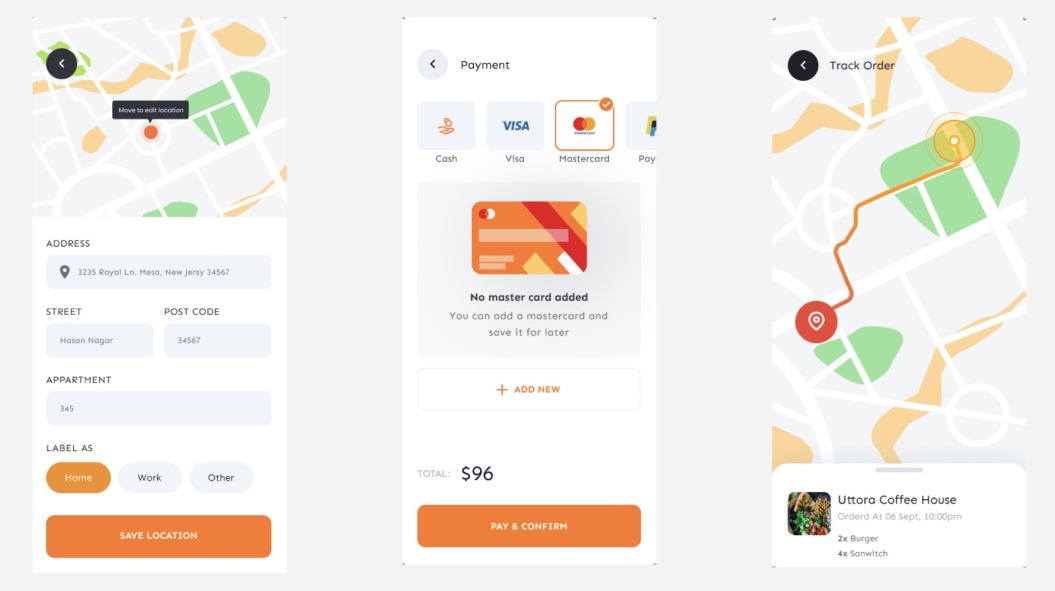 Move to edit location
ADDRESS
3235 Royal Ln. Mesa, New Jersy 34567
STREET
POST CODE
Hason Nagar
34567
APPARTMENT
345
LABEL AS
Home
Work
Other
SAVE LOCATION
Payment
VISA
mastercard
Cash
Visa
Mastercard
Pay
No master card added
You can add a mastercard and
save it for later
+ ADD NEW
TOTAL: $96
PAY & CONFIRM
Track Order
Uttora Coffee House
Orderd At 06 Sept, 10:00pm
2x Burger
4x Sanwitch